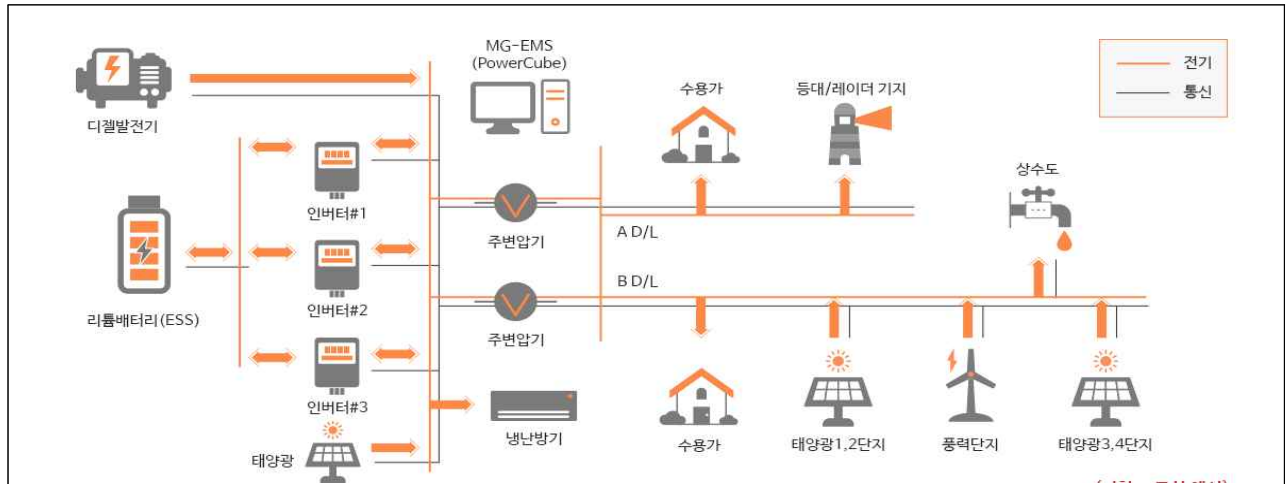 MG-EMS
(PowerCube)
전기
통신
수용가
등대/레이더 기지
디젤발전기
상수도
인버터#1
주변압기
A D/L
인버터#2
B D/L
리튬배터리(ESS)
주변압기
인버터#3
냉난방기
수용가
태양광1,2단지
풍력단지
태양광3,4단지
태양광